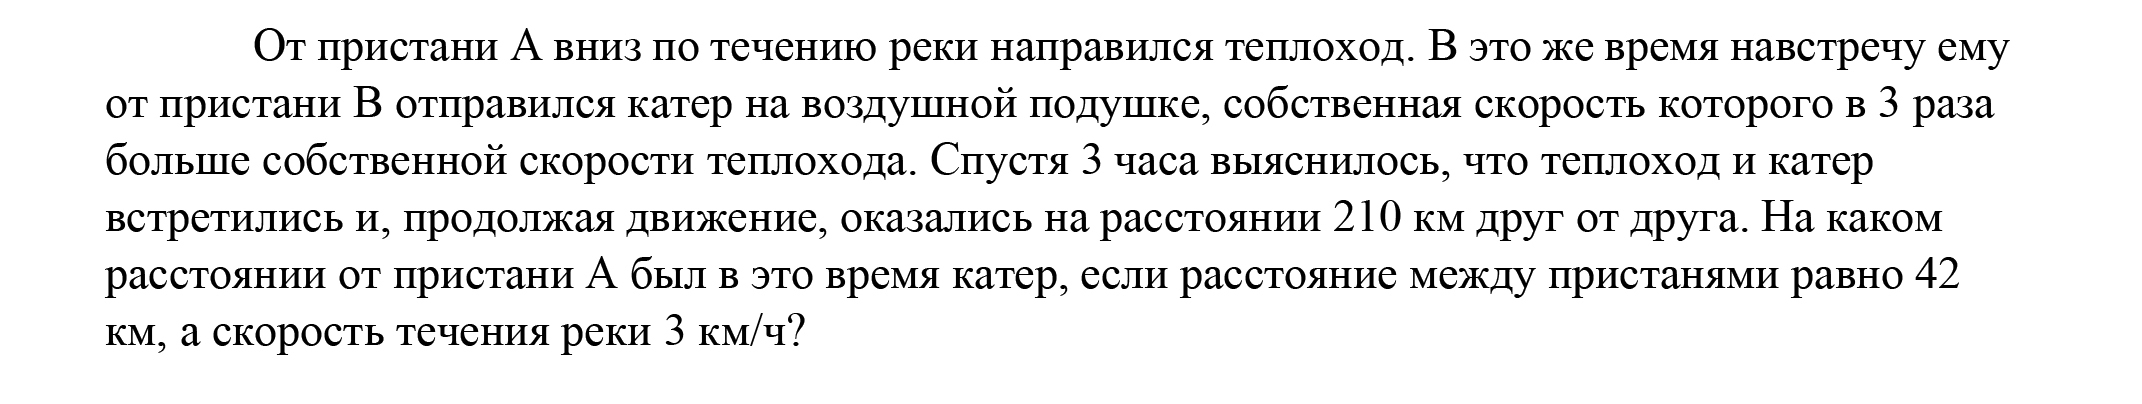 От пристани А вниз по течению реки направился теплоход. В это же время навстречу ему
от пристани В отправился катер на воздушной подушке, собственная скорость которого в 3 раза
больше собственной скорости теплохода. Спустя 3 часа выяснилось, что теплоход и катер
встретились и, продолжая движение, оказались на расстоянии 210 км друг от друга. На каком
расстоянии от пристани А был в это время катер, если расстояние между пристанями равно 42
км, а скорость течения реки 3 км/ч?